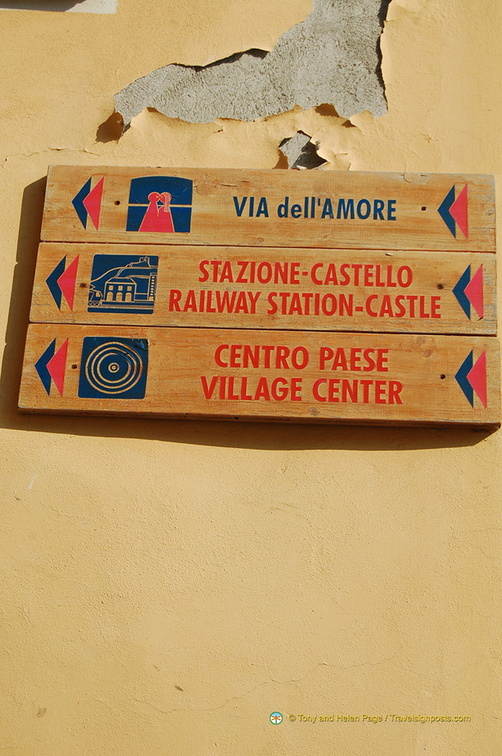 VIA dell'AMORE
STAZIONE-CASTELLO
RAILWAY STATION-CASTLE
CENTRO PAESE
VILLAGE CENTER
© Tony and Helen Page / Travelsignposts.com